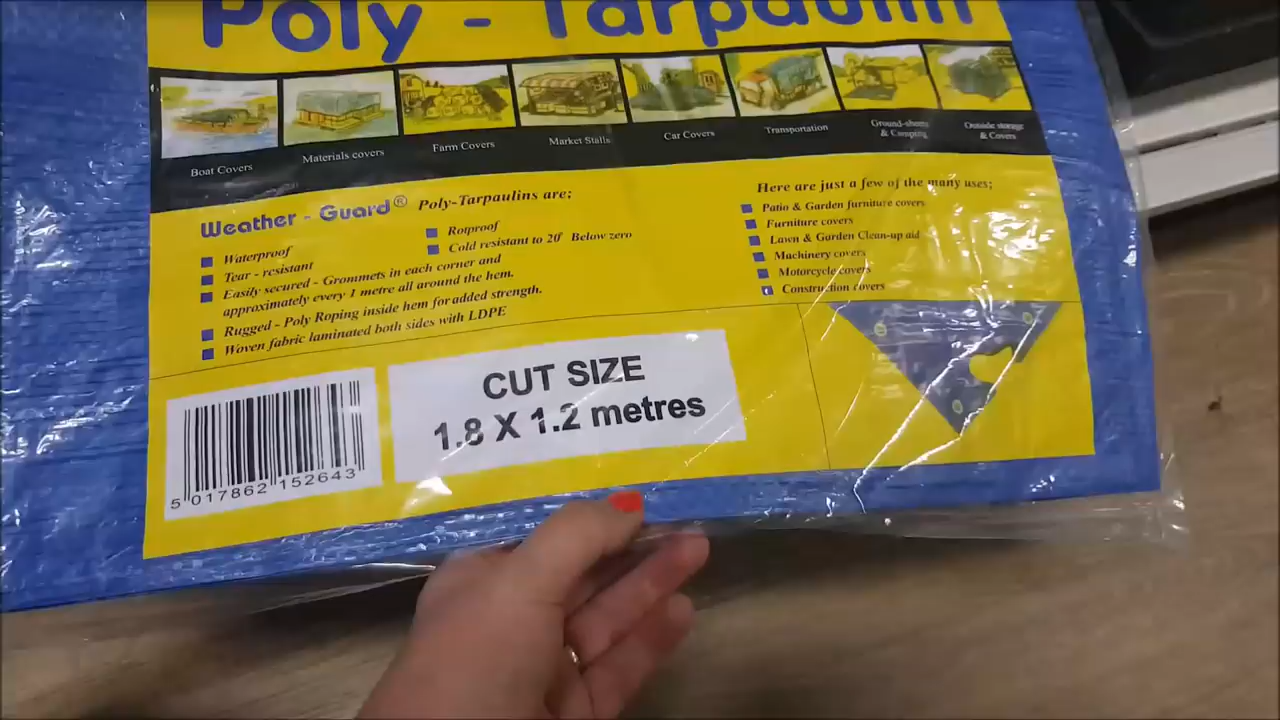 Poly - Tarpaulin
Boat Covers
Materials covers
Farm Covers
Market Stalls
Car Covers
Transportation
Ground-sheets
& Camping
Outside storage
& Covers
Weather - Guard® Poly-Tarpaulins are;
Waterproof
Tear - resistant
Easily secured - Grommets in each corner and
approximately every 1 metre all around the hem.
Rugged - Poly Roping inside hem for added strength.
Woven fabric laminated both sides with LDPE
Rotproof
Cold resistant to 20° Below zero
Here are just a few of the many uses;
Patio & Garden furniture covers
Furniture covers
Lawn & Garden Clean-up aid
Machinery covers
Motorcycle covers
Construction covers
CUT SIZE
1.8 X 1.2 metres
5 017862 152643